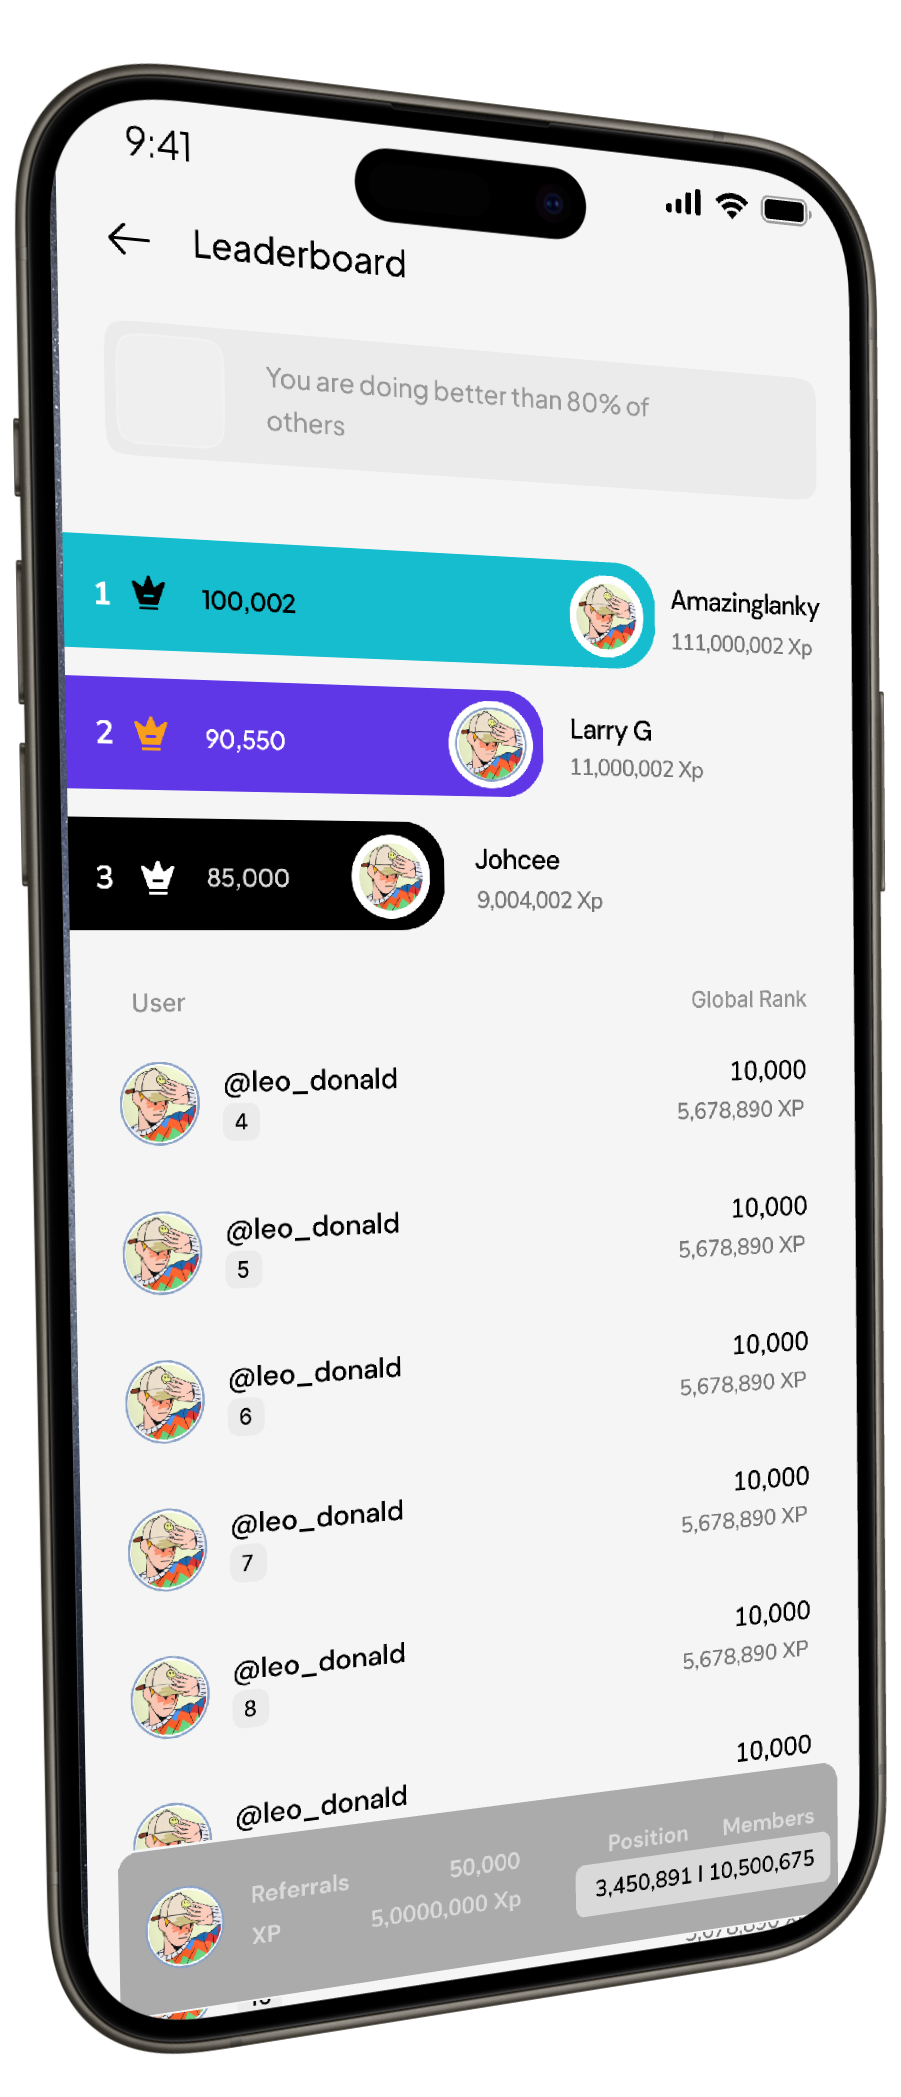 9:41
Leaderboard
You are doing better than 80% of
others
1 100,002
Amazinglanky
111,000,002 Xp
2 90,550
Larry G
11,000,002 Xp
3 85,000
Johcee
9,004,002 Xp
User Global Rank
@leo_donald 10,000
4 5,678,890 XP
@leo_donald 10,000
5 5,678,890 XP
@leo_donald 10,000
6 5,678,890 XP
@leo_donald 10,000
7 5,678,890 XP
@leo_donald 10,000
8 5,678,890 XP
@leo_donald 10,000
Referrals 50,000 Position Members
XP 5,0000,000 Xp 3,450,891 | 10,500,675